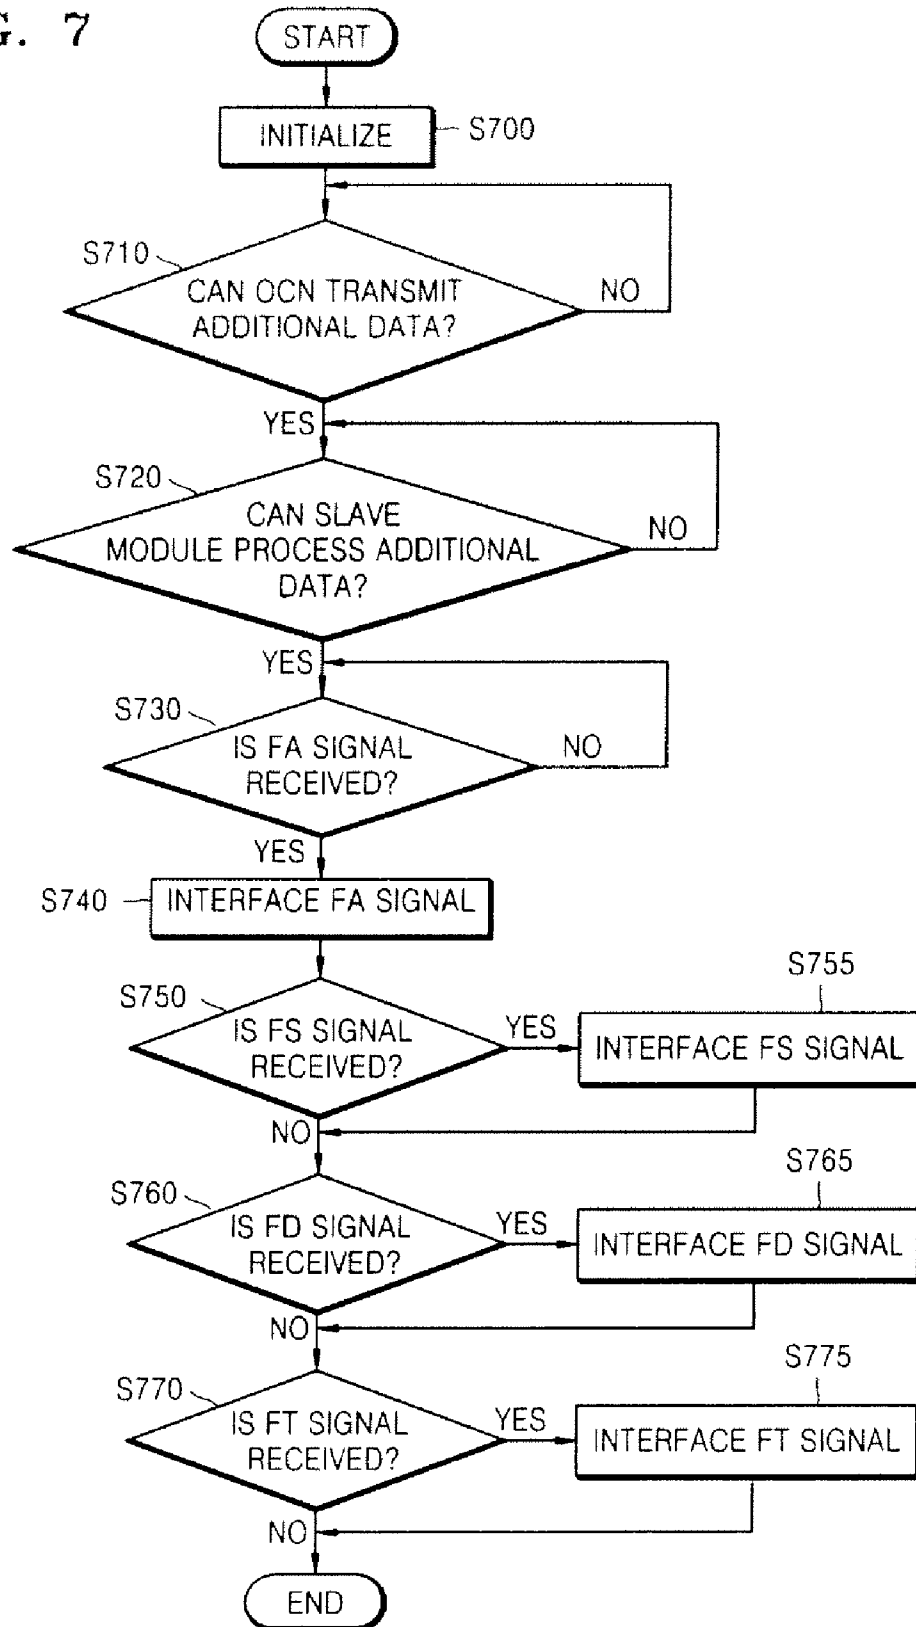 G. 7
START
INITIALIZE
S700
S710
CAN OCN TRANSMIT
ADDITIONAL DATA?
NO
YES
S720
CAN SLAVE
MODULE PROCESS ADDITIONAL
DATA?
NO
YES
S730
IS FA SIGNAL
RECEIVED?
NO
YES
S740
INTERFACE FA SIGNAL
S750
IS FS SIGNAL
RECEIVED?
YES
S755
INTERFACE FS SIGNAL
NO
S760
IS FD SIGNAL
RECEIVED?
YES
S765
INTERFACE FD SIGNAL
NO
S770
IS FT SIGNAL
RECEIVED?
YES
S775
INTERFACE FT SIGNAL
NO
END